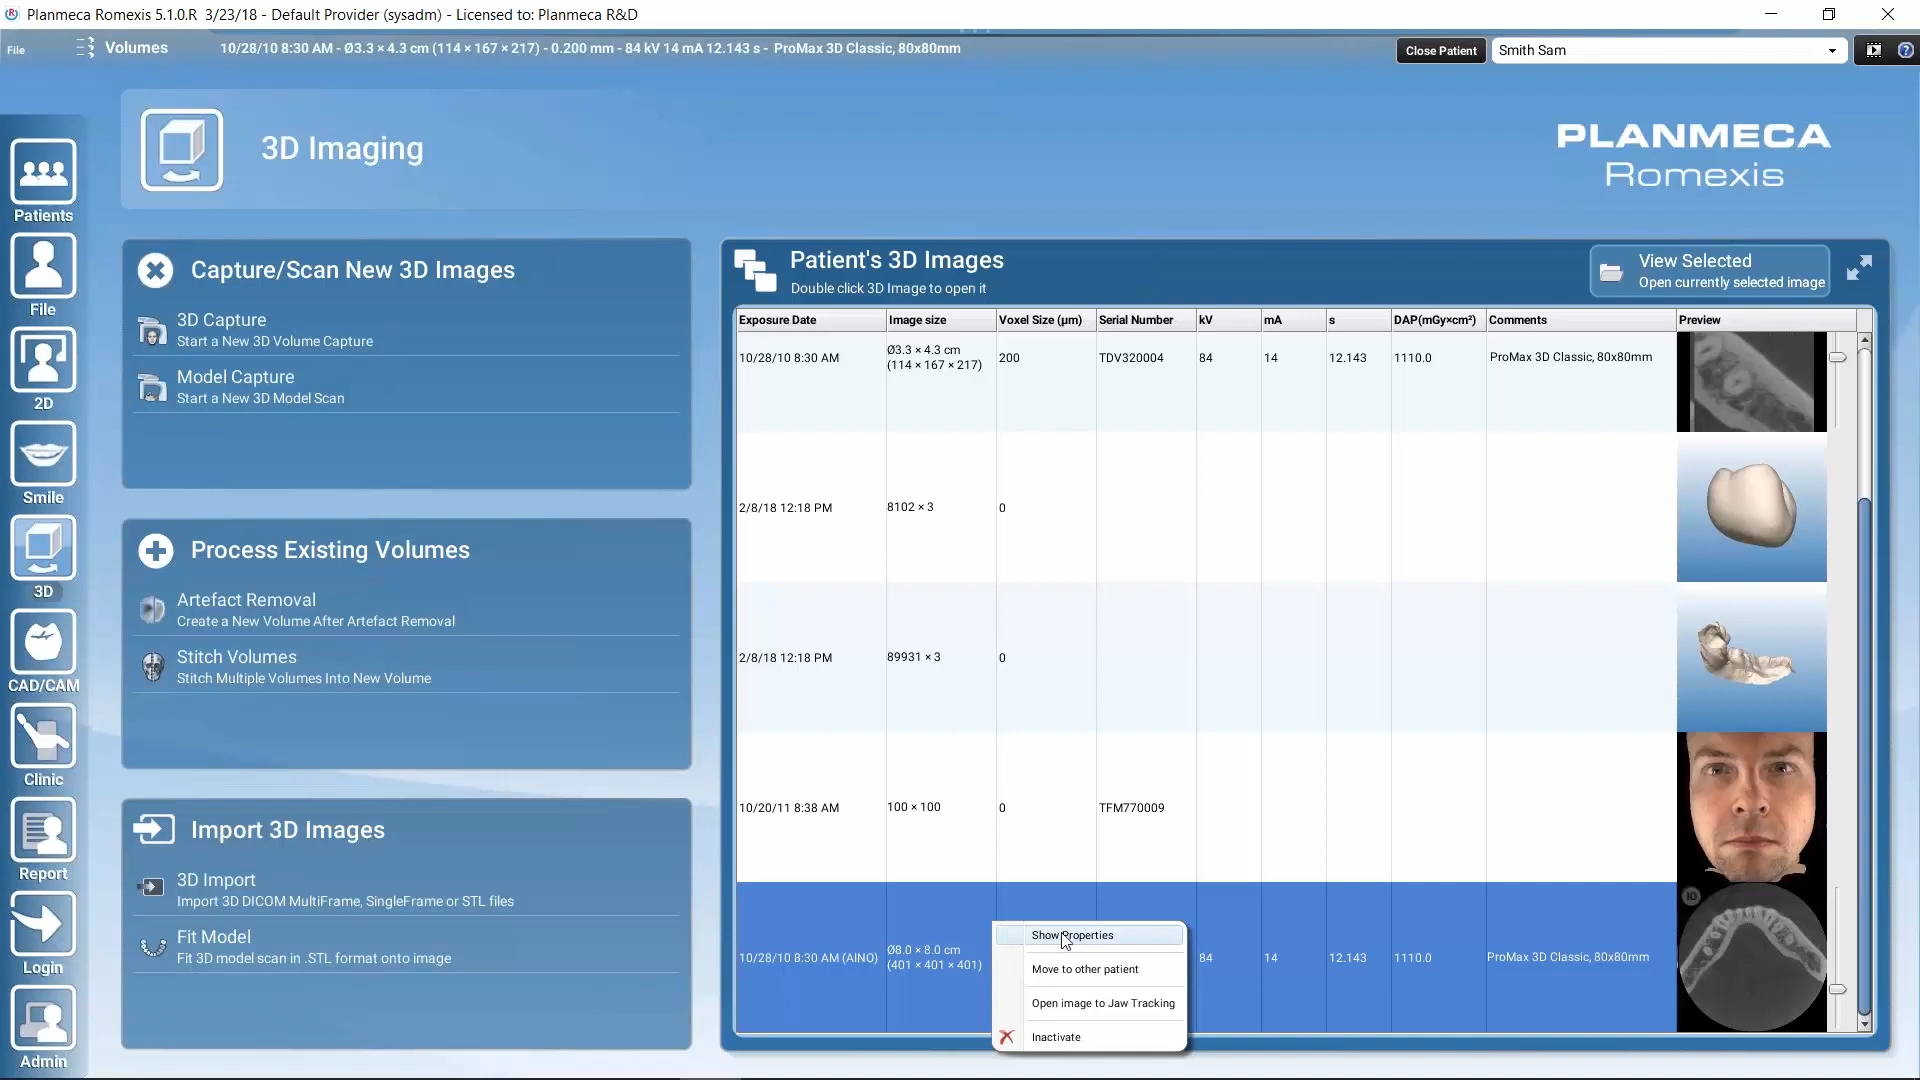 Planmeca Romexis 5.1.0.R 3/23/18 - Default Provider (sysadm) - Licensed to: Planmeca R&D
File
Volumes
10/28/10 8:30 AM - Ø3.3 × 4.3 cm (114 × 167 × 217) - 0.200 mm - 84 kV 14 mA 12.143 s - ProMax 3D Classic, 80x80mm
Close Patient
Smith Sam
3D Imaging
PLANMECA
Romexis
Patients
File
2D
Smile
3D
CAD/CAM
Clinic
Report
Login
Admin
Capture/Scan New 3D Images
3D Capture
Start a New 3D Volume Capture
Model Capture
Start a New 3D Model Scan
Process Existing Volumes
Artefact Removal
Create a New Volume After Artefact Removal
Stitch Volumes
Stitch Multiple Volumes Into New Volume
Import 3D Images
3D Import
Import 3D DICOM MultiFrame, SingleFrame or STL files
Fit Model
Fit 3D model scan in .STL format onto image
Patient's 3D Images
Double click 3D Image to open it
View Selected
Open currently selected image
Exposure Date Image size Voxel Size (µm) Serial Number kV mA s DAP(mGy×cm²) Comments Preview
10/28/10 8:30 AM Ø3.3 × 4.3 cm (114 × 167 × 217) 200 TDV320004 84 14 12.143 1110.0 ProMax 3D Classic, 80x80mm
2/8/18 12:18 PM 8102 × 3 0
2/8/18 12:18 PM 89931 × 3 0
10/20/11 8:38 AM 100 × 100 0 TFM770009
10/28/10 8:30 AM (AINO) Ø8.0 × 8.0 cm (401 × 401 × 401) 84 14 12.143 1110.0 ProMax 3D Classic, 80x80mm
Show Properties
Move to other patient
Open image to Jaw Tracking
Inactivate